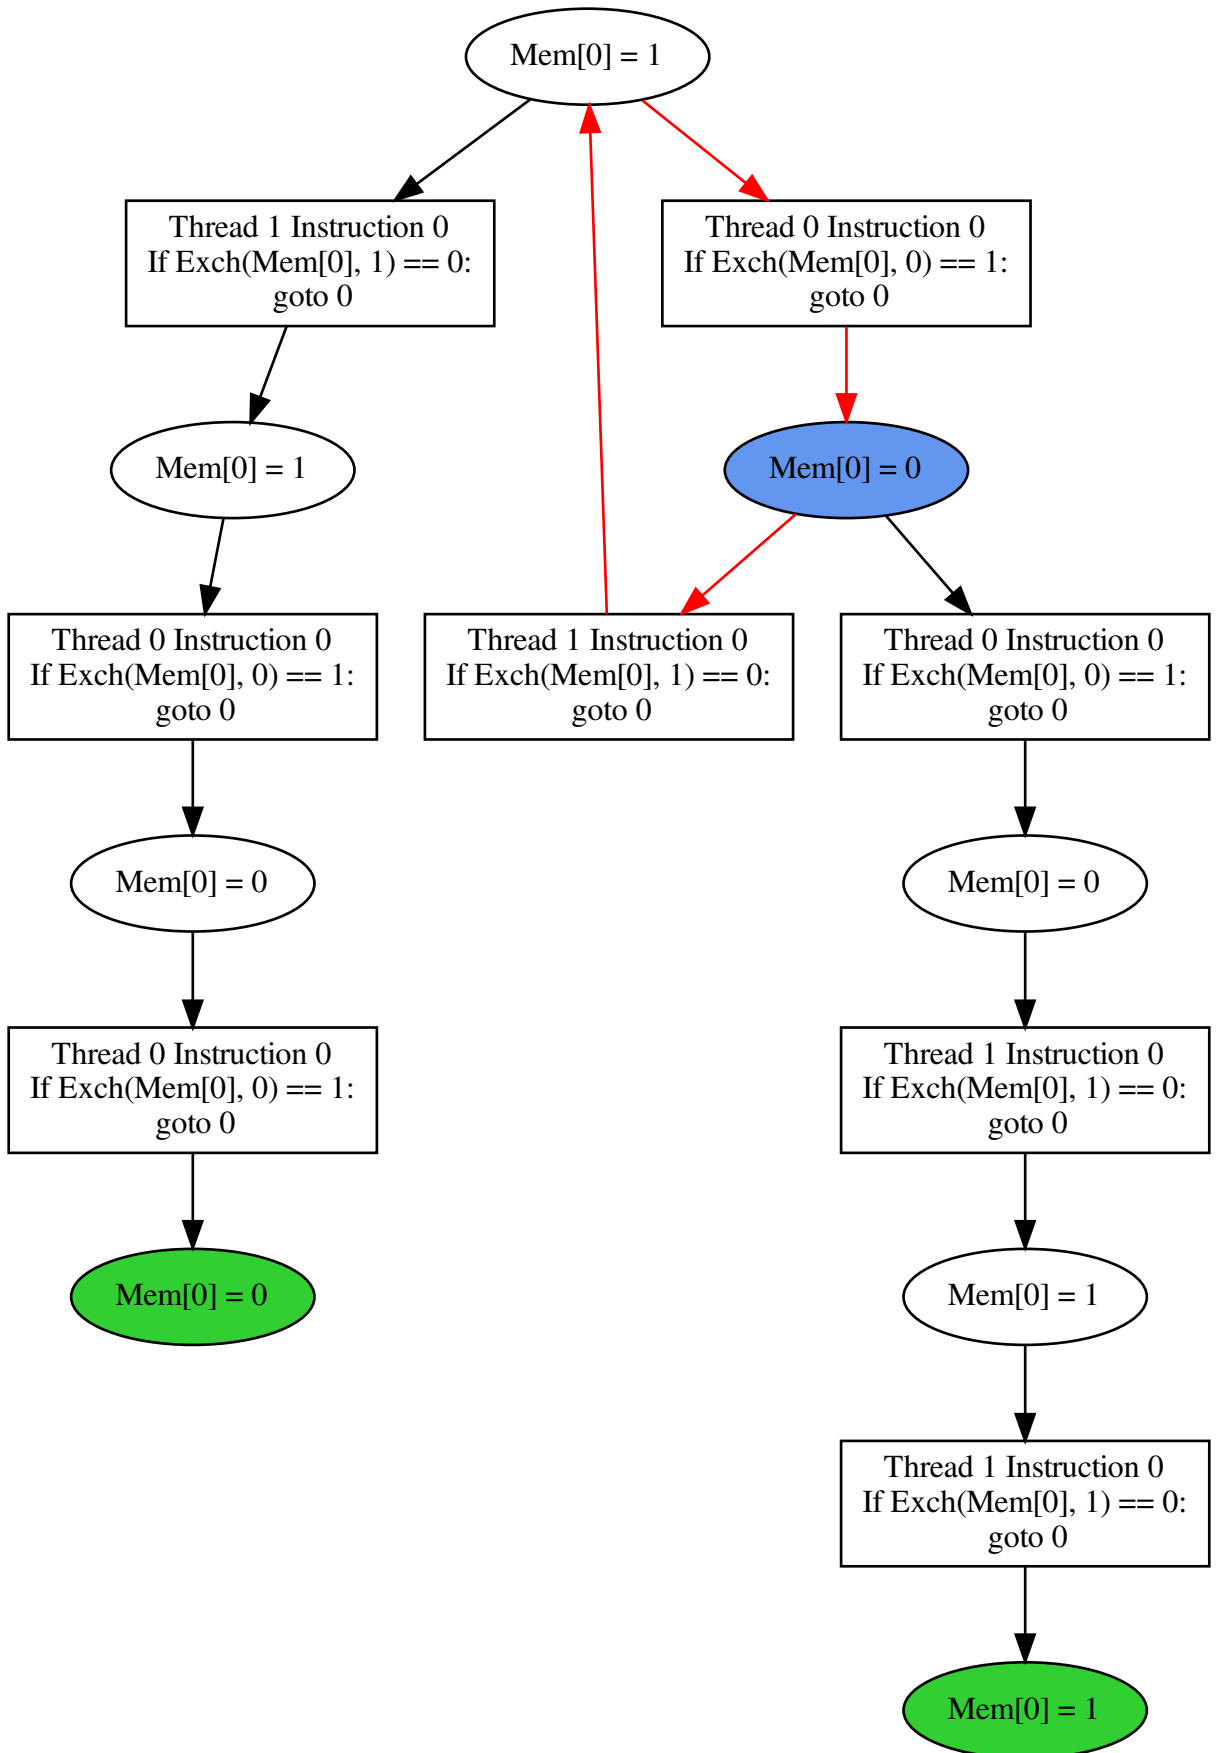 Mem[0] = 1
Thread 1 Instruction 0
If Exch(Mem[0], 1) == 0:
goto 0
Thread 0 Instruction 0
If Exch(Mem[0], 0) == 1:
goto 0
Mem[0] = 1
Mem[0] = 0
Thread 0 Instruction 0
If Exch(Mem[0], 0) == 1:
goto 0
Thread 1 Instruction 0
If Exch(Mem[0], 1) == 0:
goto 0
Thread 0 Instruction 0
If Exch(Mem[0], 0) == 1:
goto 0
Mem[0] = 0
Mem[0] = 0
Thread 0 Instruction 0
If Exch(Mem[0], 0) == 1:
goto 0
Thread 1 Instruction 0
If Exch(Mem[0], 1) == 0:
goto 0
Mem[0] = 0
Mem[0] = 1
Thread 1 Instruction 0
If Exch(Mem[0], 1) == 0:
goto 0
Mem[0] = 1